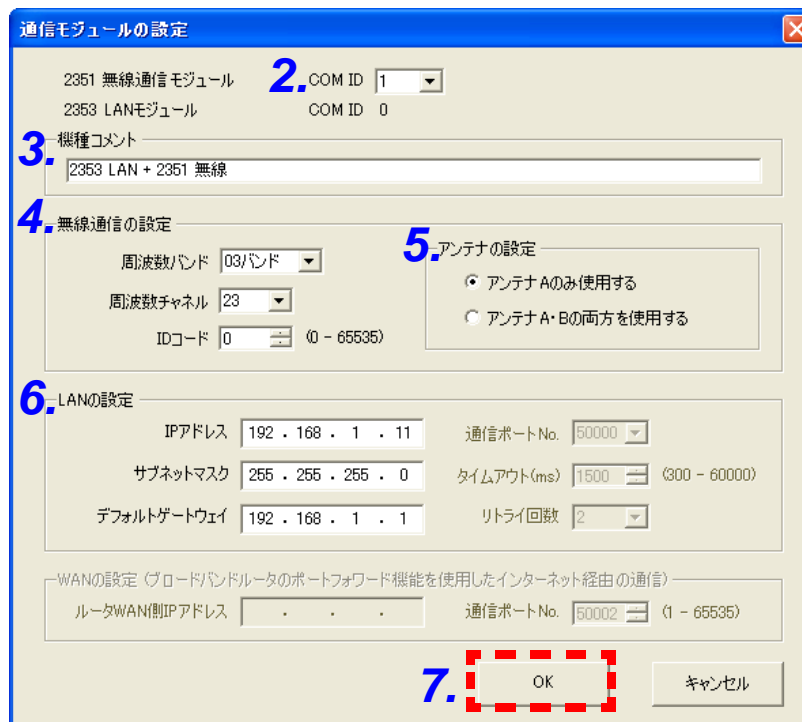 通信モジュールの設定
2351 無線通信モジュール 2. COM ID 1
2353 LANモジュール COM ID 0
3. 機種コメント
2353 LAN + 2351 無線
4. 無線通信の設定
周波数バンド 03バンド
周波数チャネル 23
IDコード 0 (0 - 65535)
5. アンテナの設定
アンテナAのみ使用する
アンテナA・Bの両方を使用する
6. LANの設定
IPアドレス 192 . 168 . 1 . 11 通信ポートNo. 50000
サブネットマスク 255 . 255 . 255 . 0 タイムアウト(ms) 1500 (300 - 60000)
デフォルトゲートウェイ 192 . 168 . 1 . 1 リトライ回数 2
WANの設定 (ブロードバンドルータのポートフォワード機能を使用したインターネット経由の通信)
ルータWAN側IPアドレス . . . 通信ポートNo. 50002 (1 - 65535)
7. OK キャンセル